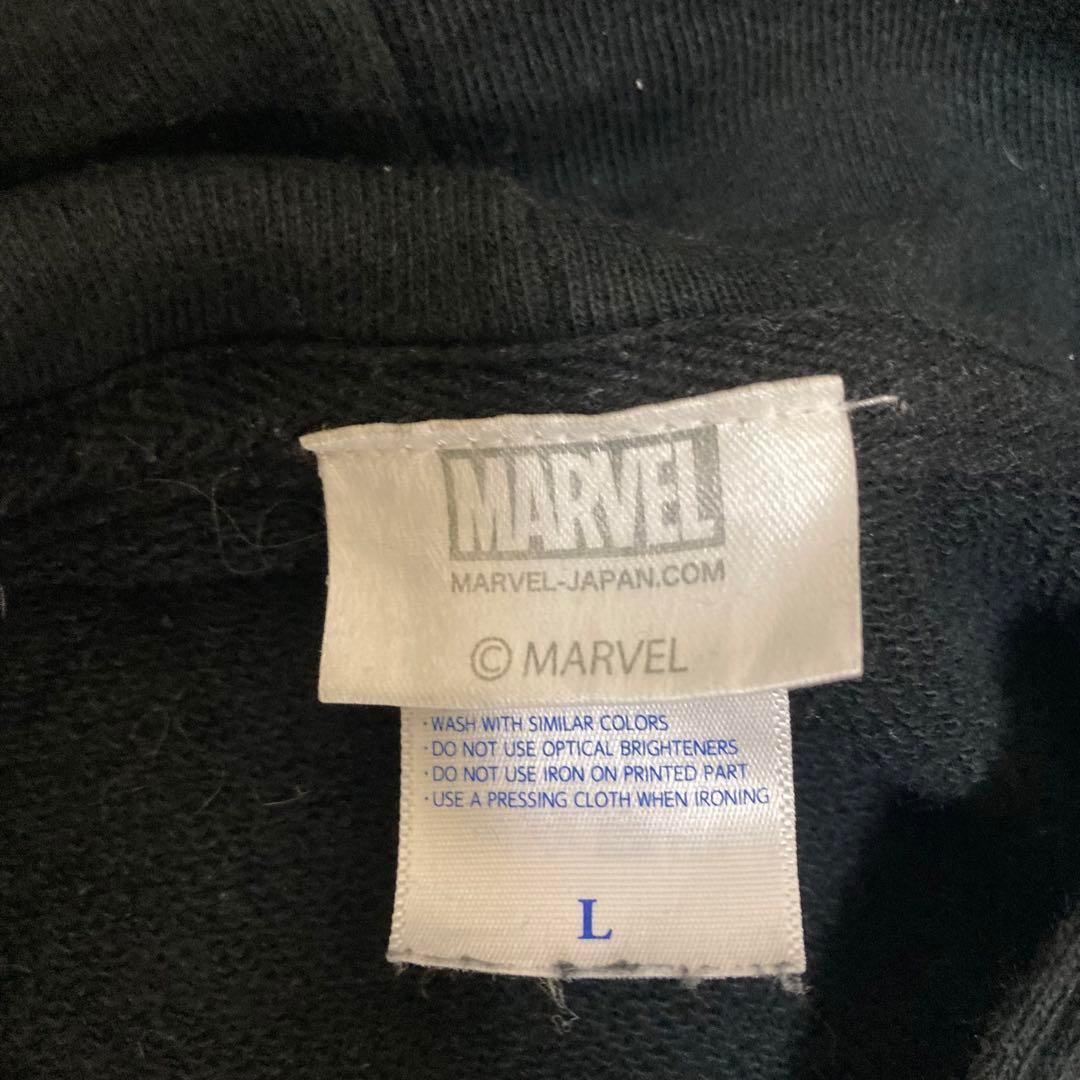 MARVEL
MARVEL-JAPAN.COM
© MARVEL
・WASH WITH SIMILAR COLORS
・DO NOT USE OPTICAL BRIGHTENERS
・DO NOT USE IRON ON PRINTED PART
・USE A PRESSING CLOTH WHEN IRONING
L